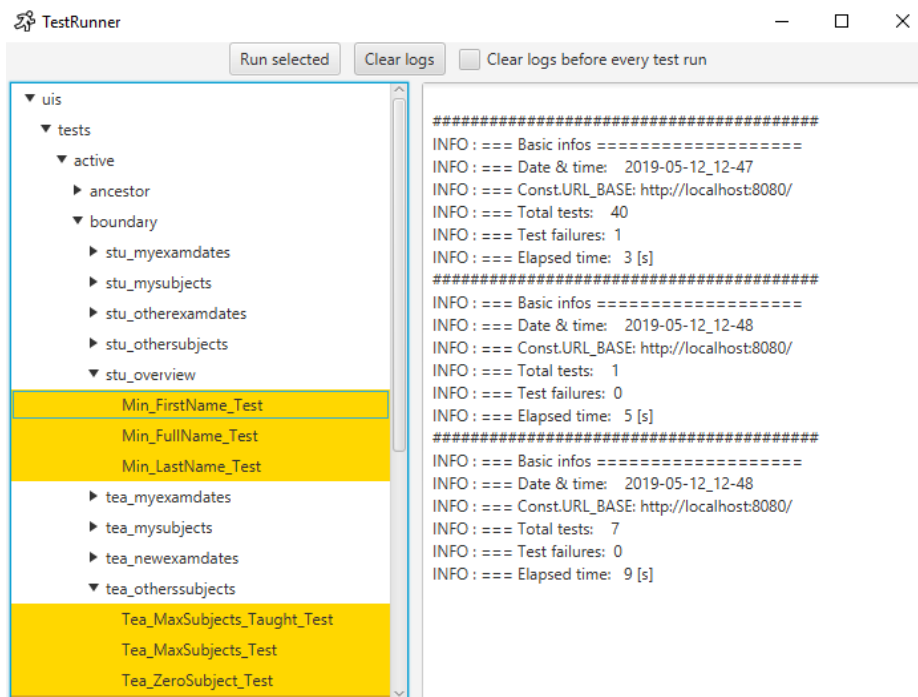 TestRunner
Run selected
Clear logs
Clear logs before every test run
uis
tests
active
ancestor
boundary
stu_myexamdates
stu_mysubjects
stu_otherexamdates
stu_othersubjects
stu_overview
Min_FirstName_Test
Min_FullName_Test
Min_LastName_Test
tea_myexamdates
tea_mysubjects
tea_newexamdates
tea_otherssubjects
Tea_MaxSubjects_Taught_Test
Tea_MaxSubjects_Test
Tea_ZeroSubject_Test
#########################################
INFO : === Basic infos ===================
INFO : === Date & time:   2019-05-12_12-47
INFO : === Const.URL_BASE: http://localhost:8080/
INFO : === Total tests:   40
INFO : === Test failures:  1
INFO : === Elapsed time:   3 [s]
#########################################
INFO : === Basic infos ===================
INFO : === Date & time:   2019-05-12_12-48
INFO : === Const.URL_BASE: http://localhost:8080/
INFO : === Total tests:   1
INFO : === Test failures:  0
INFO : === Elapsed time:   5 [s]
#########################################
INFO : === Basic infos ===================
INFO : === Date & time:   2019-05-12_12-48
INFO : === Const.URL_BASE: http://localhost:8080/
INFO : === Total tests:   7
INFO : === Test failures:  0
INFO : === Elapsed time:   9 [s]